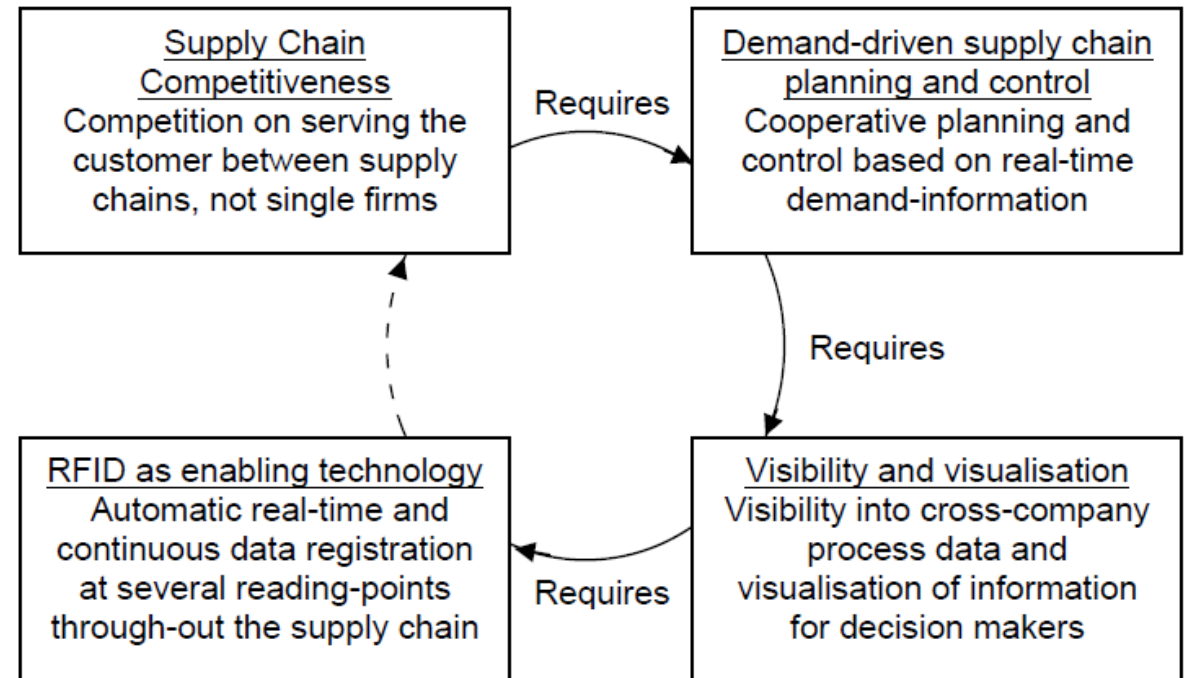 Supply Chain
Competitiveness
Competition on serving the
customer between supply
chains, not single firms
Requires
Demand-driven supply chain
planning and control
Cooperative planning and
control based on real-time
demand-information
Requires
Visibility and visualisation
Visibility into cross-company
process data and
visualisation of information
for decision makers
Requires
RFID as enabling technology
Automatic real-time and
continuous data registration
at several reading-points
through-out the supply chain